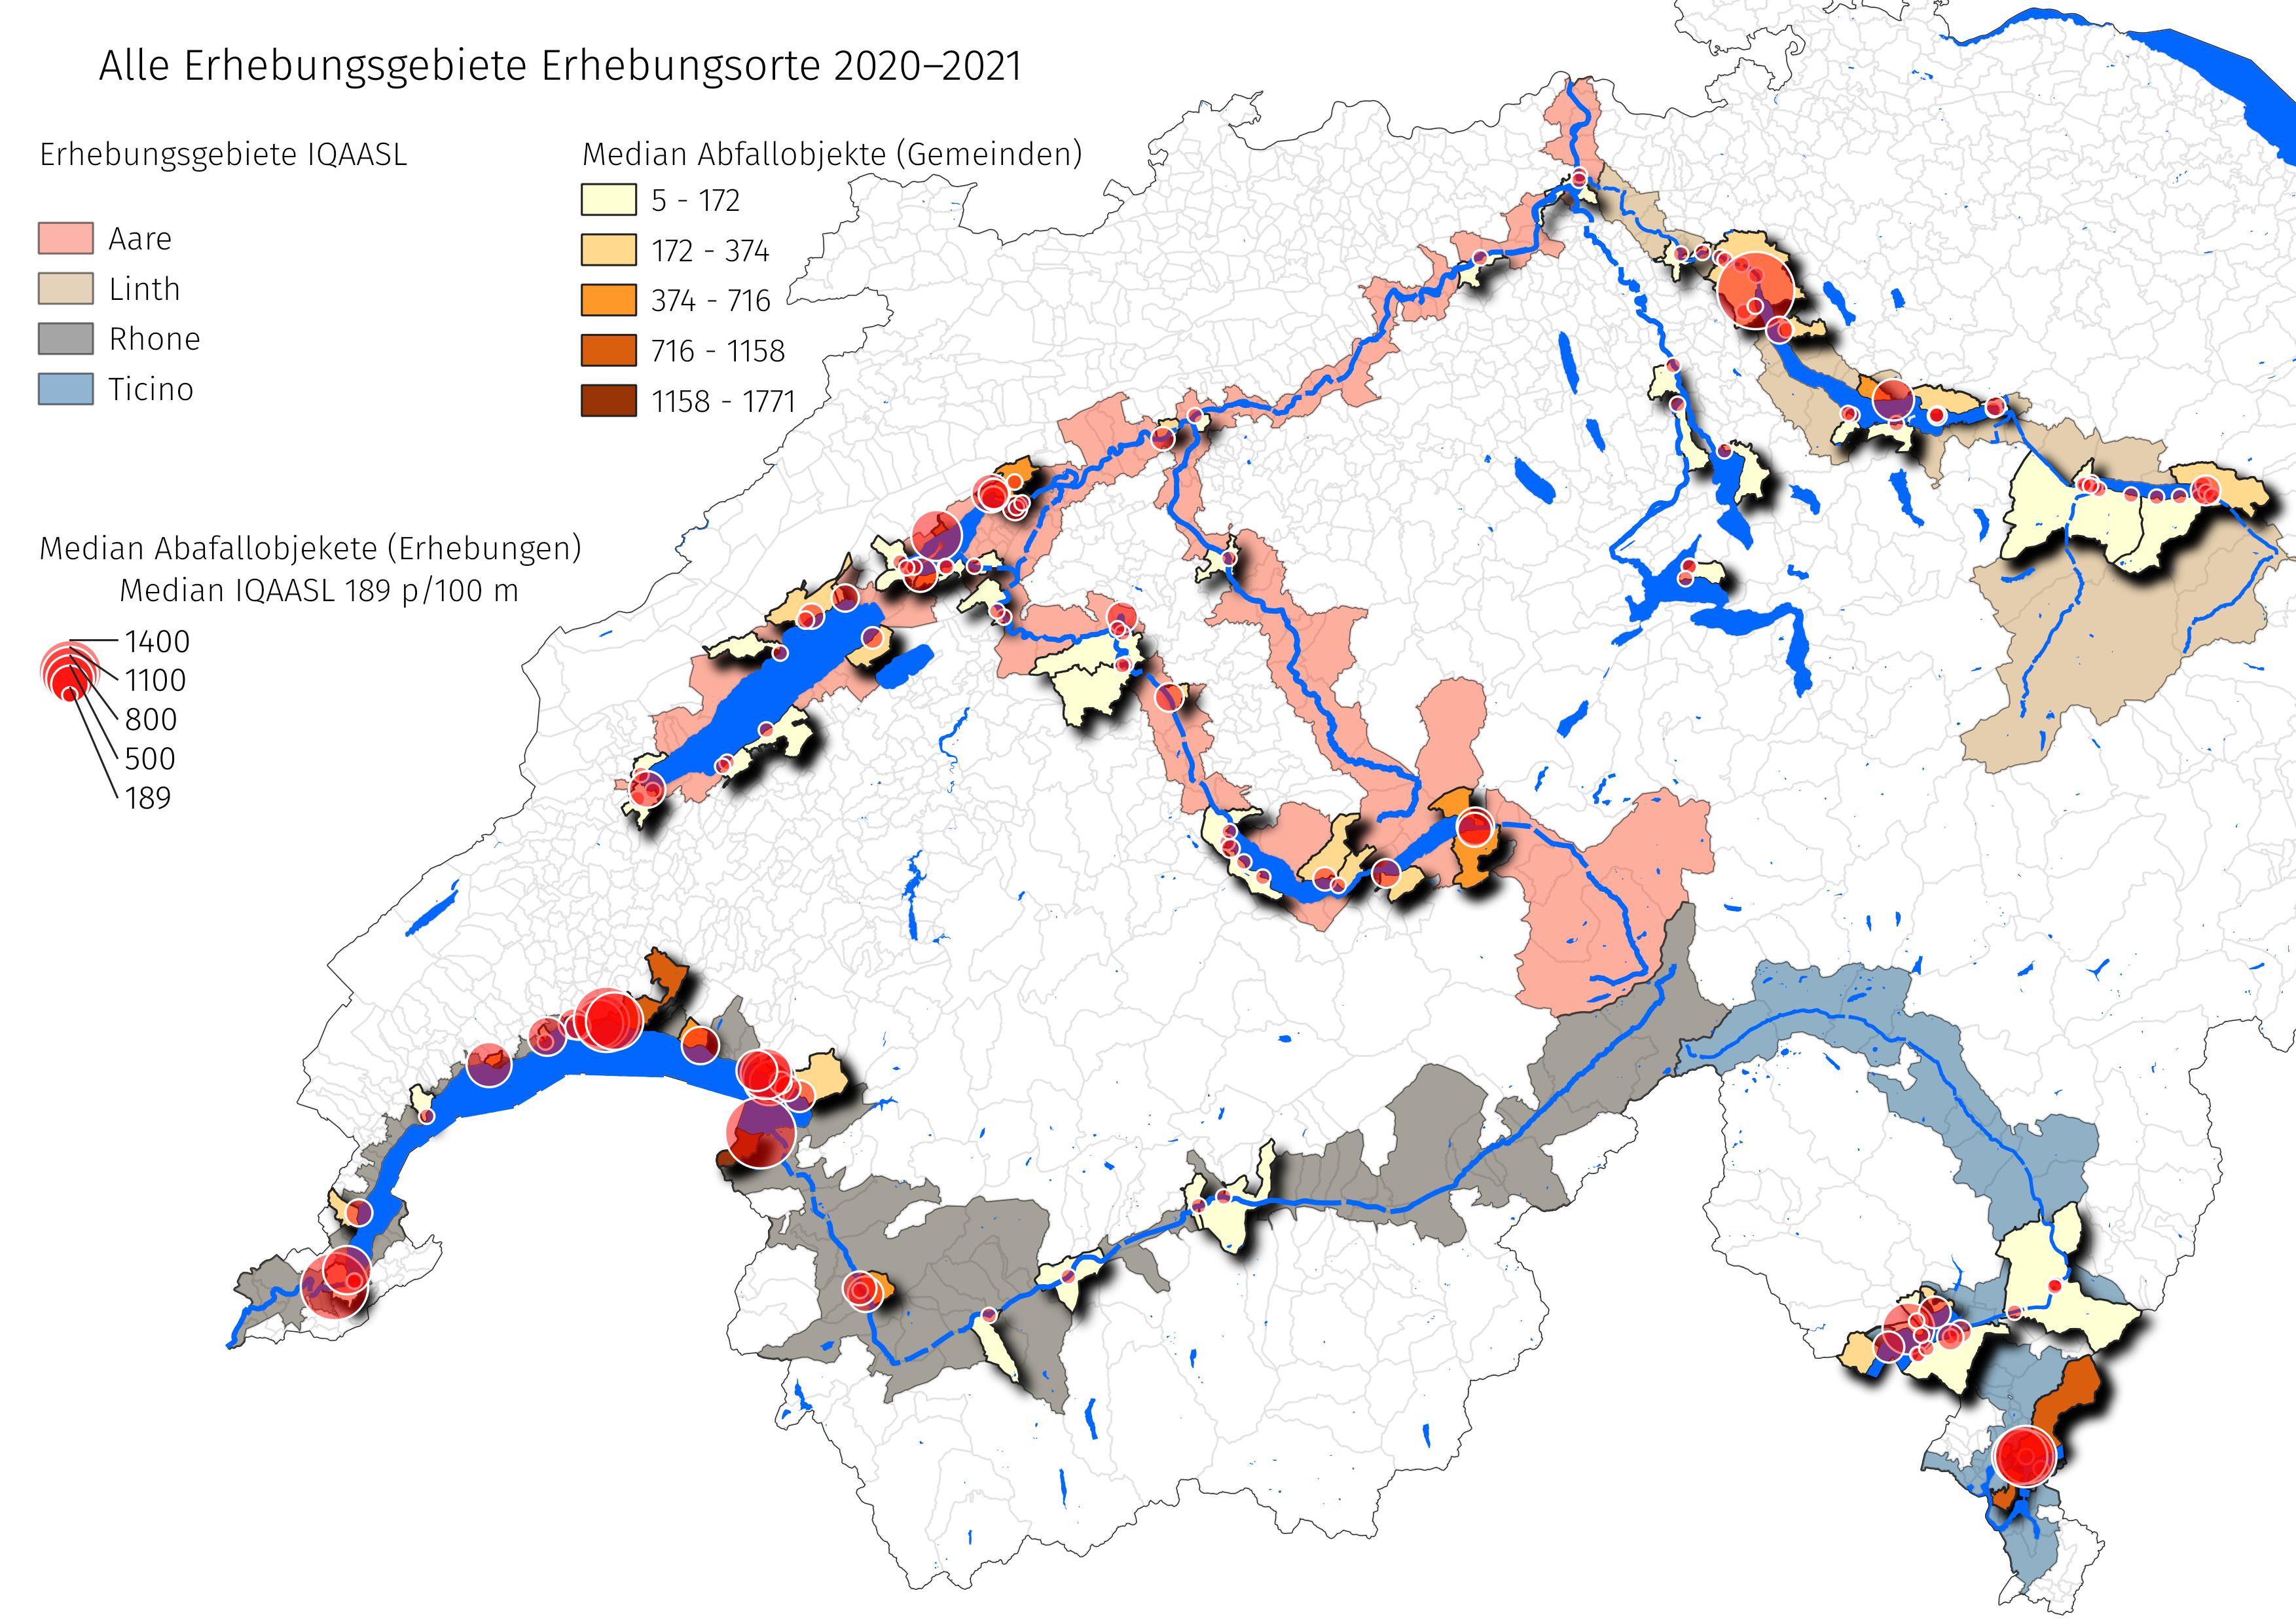 Alle Erhebungsgebiete Erhebungsorte 2020–2021
Erhebungsgebiete IQAASL
Aare
Linth
Rhone
Ticino
Median Abfallobjekte (Gemeinden)
5 - 172
172 - 374
374 - 716
716 - 1158
1158 - 1771
Median Abafallobjekete (Erhebungen)
Median IQAASL 189 p/100 m
1400
1100
800
500
189